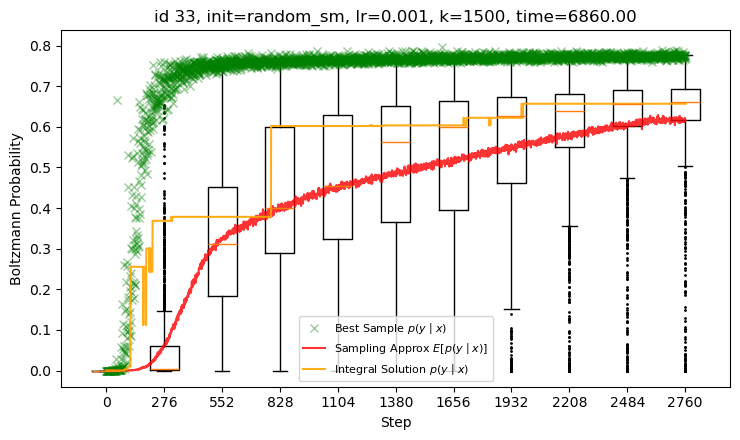 id 33, init=random_sm, lr=0.001, k=1500, time=6860.00
Boltzmann Probability
0.8
0.7
0.6
0.5
0.4
0.3
0.2
0.1
0.0
Best Sample p(y | x)
Sampling Approx E[p(y | x)]
Integral Solution p(y | x)
0 276 552 828 1104 1380 1656 1932 2208 2484 2760
Step